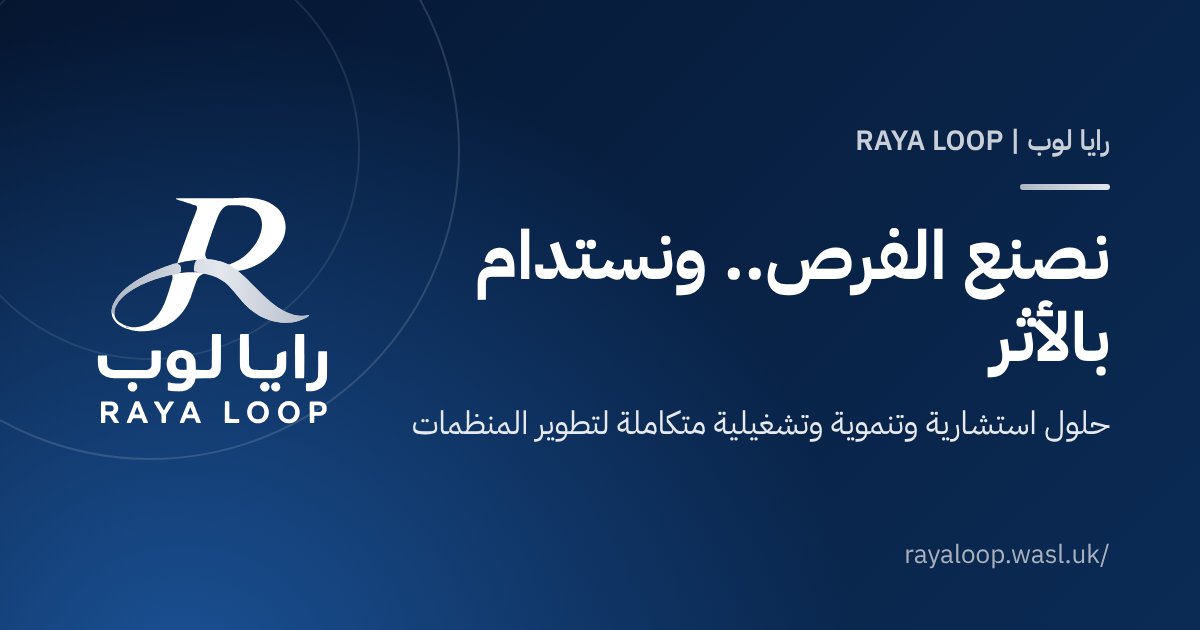 رايا لوب | RAYA LOOP
نصنع الفرص.. ونستدام
بالأثر
حلول استشارية وتنموية وتشغيلية متكاملة لتطوير المنظمات
rayaloop.wasl.uk/
R
رايا لوب
RAYA LOOP